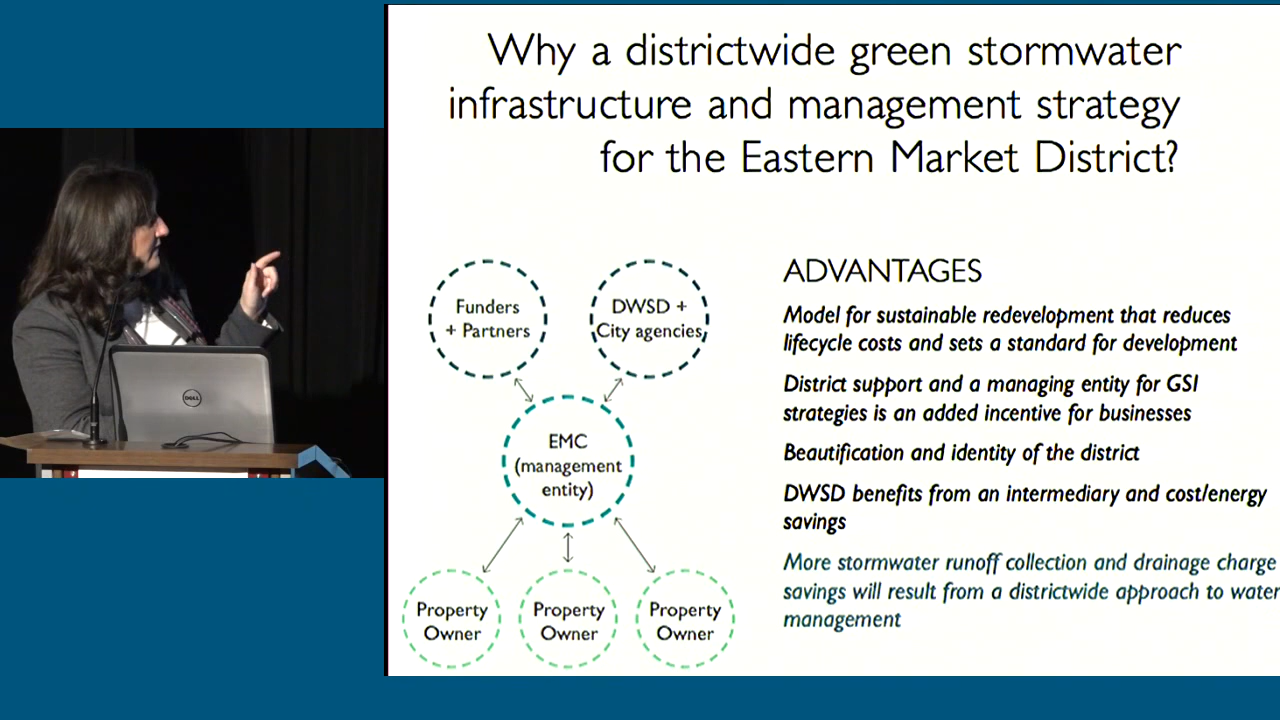 Why a districtwide green stormwater
infrastructure and management strategy
for the Eastern Market District?
Funders
+ Partners
DWSD +
City agencies
EMC
(management
entity)
Property
Owner
Property
Owner
Property
Owner
ADVANTAGES
Model for sustainable redevelopment that reduces
lifecycle costs and sets a standard for development
District support and a managing entity for GSI
strategies is an added incentive for businesses
Beautification and identity of the district
DWSD benefits from an intermediary and cost/energy
savings
More stormwater runoff collection and drainage charge
savings will result from a districtwide approach to water
management
DELL